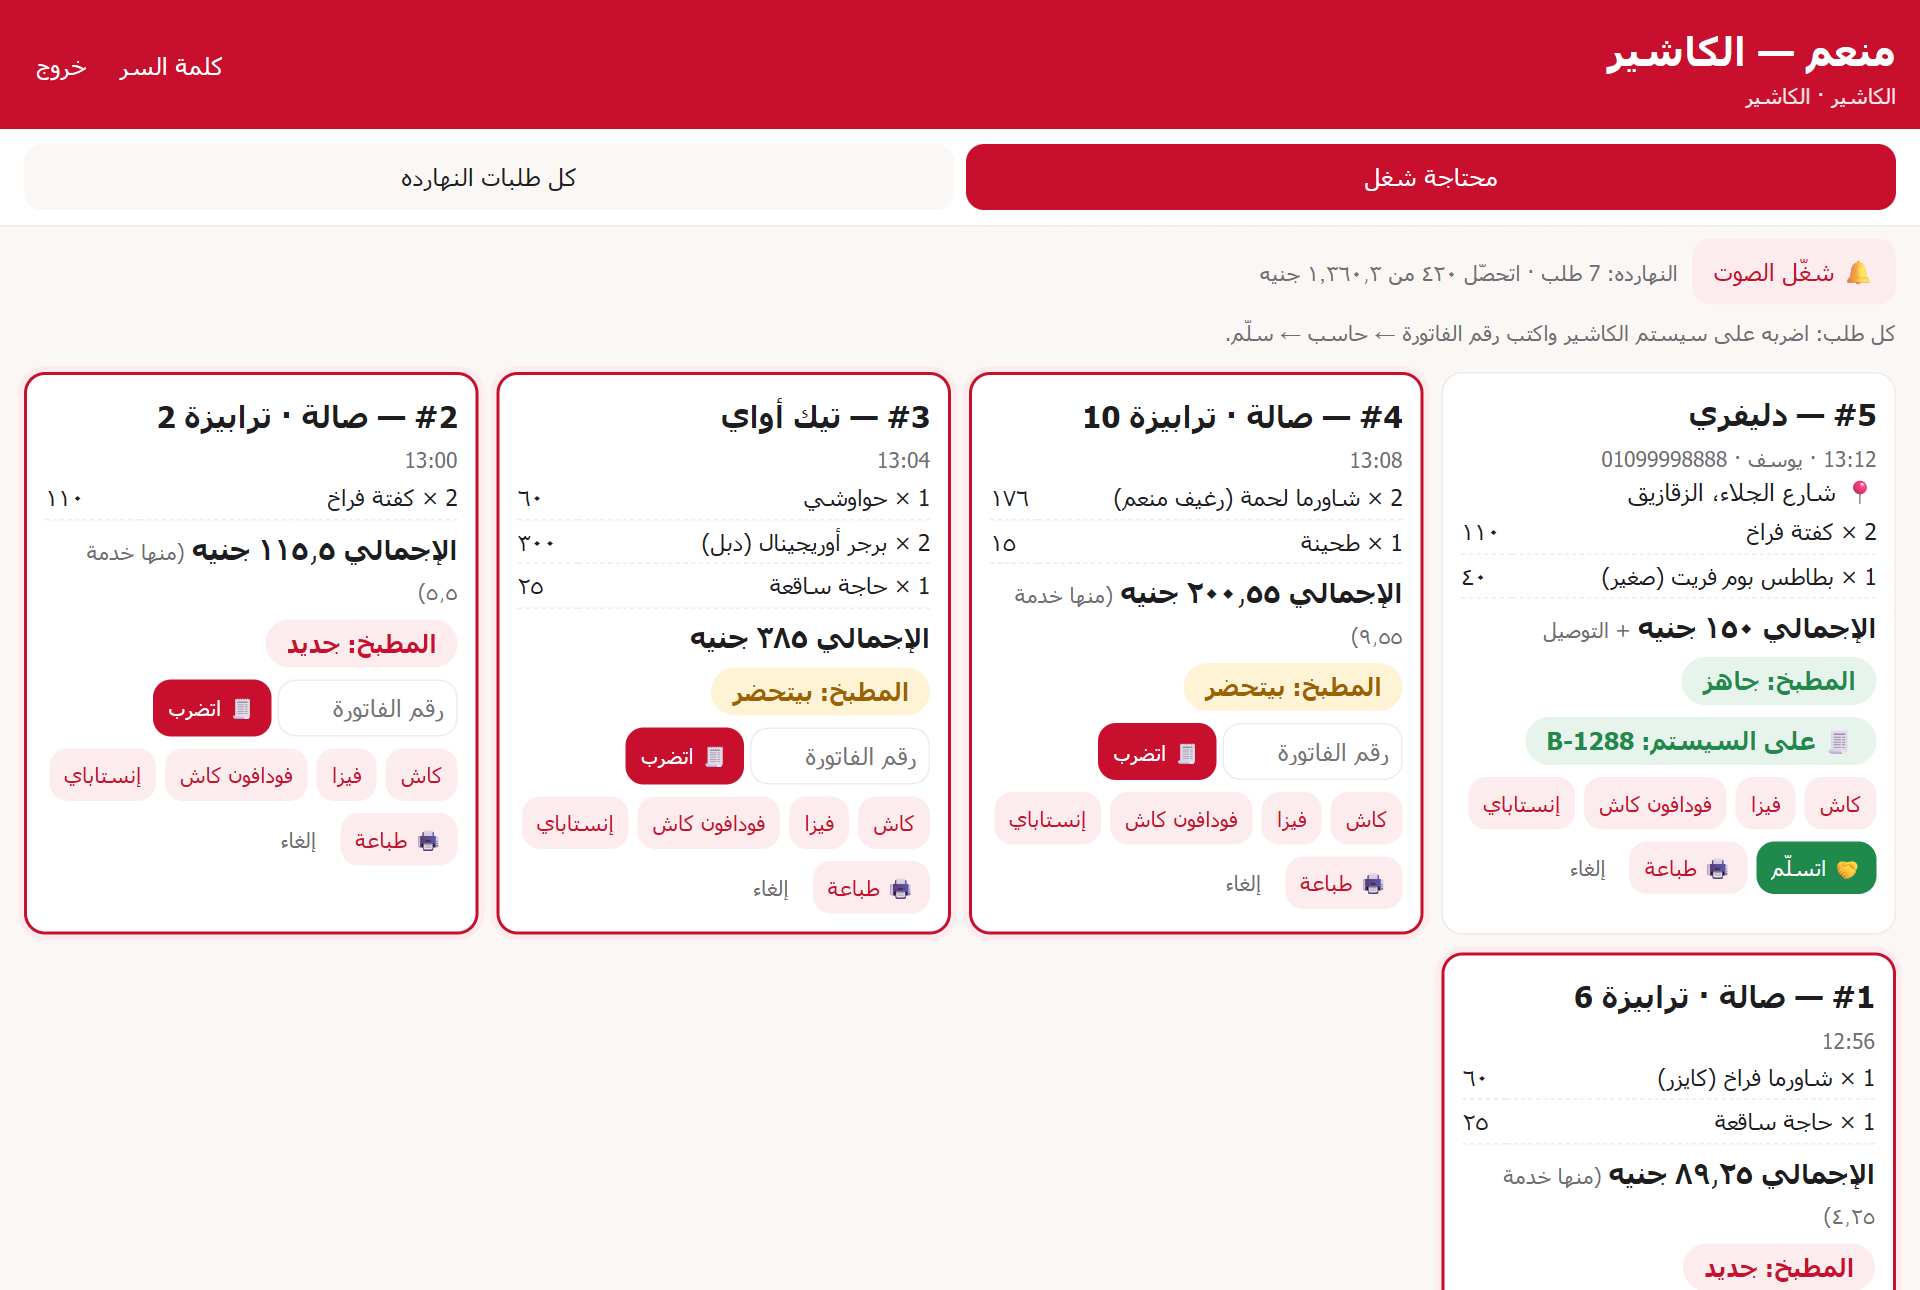 منعم — الكاشير
الكاشير · الكاشير
كلمة السر
خروج
محتاجة شغل
كل طلبات النهارده
🔔 شغّل الصوت
النهارده: 7 طلب · اتحصّل ٤٢٠ من ١,٣٦٠,٣ جنيه
كل طلب: اضربه على سيستم الكاشير واكتب رقم الفاتورة ← حاسب ← سلّم.
#5 — دليفري
13:12 · يوسف · 01099998888
📍 شارع الجلاء، الزقازيق
2 × كفتة فراخ ١١٠
1 × بطاطس بوم فريت (صغير) ٤٠
الإجمالي ١٥٠ جنيه + التوصيل
المطبخ: جاهز
🧾 على السيستم: B-1288
كاش فيزا فودافون كاش إنستاباي
🤝 اتسلّم 🖨️ طباعة إلغاء
#4 — صالة · ترابيزة 10
13:08
2 × شاورما لحمة (رغيف منعم) ١٧٦
1 × طحينة ١٥
الإجمالي ٢٠٠,٥٥ جنيه (منها خدمة
٩,٥٥)
المطبخ: بيتحضر
رقم الفاتورة 🧾 اتضرب
كاش فيزا فودافون كاش إنستاباي
🖨️ طباعة إلغاء
#3 — تيك أواي
13:04
1 × حواوشي ٦٠
2 × برجر أوريجينال (دبل) ٣٠٠
1 × حاجة ساقعة ٢٥
الإجمالي ٣٨٥ جنيه
المطبخ: بيتحضر
رقم الفاتورة 🧾 اتضرب
كاش فيزا فودافون كاش إنستاباي
🖨️ طباعة إلغاء
#2 — صالة · ترابيزة 2
13:00
2 × كفتة فراخ ١١٠
الإجمالي ١١٥,٥ جنيه (منها خدمة
٥,٥)
المطبخ: جديد
رقم الفاتورة 🧾 اتضرب
كاش فيزا فودافون كاش إنستاباي
🖨️ طباعة إلغاء
#1 — صالة · ترابيزة 6
12:56
1 × شاورما فراخ (كايزر) ٦٠
1 × حاجة ساقعة ٢٥
الإجمالي ٨٩,٢٥ جنيه (منها خدمة
٤,٢٥)
المطبخ: جديد